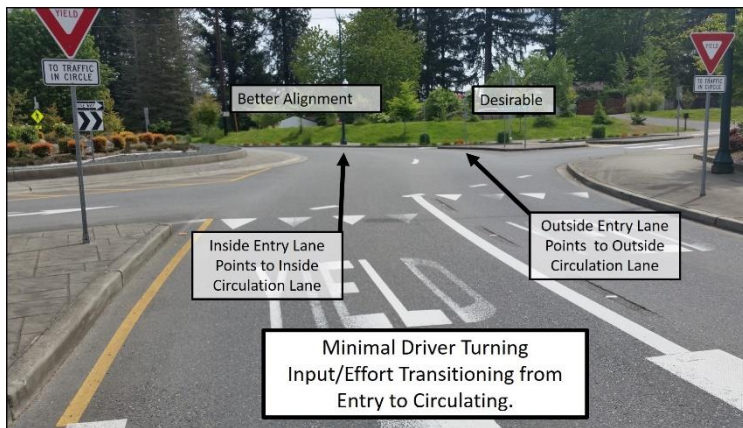 YIELD
TO TRAFFIC
IN CIRCLE
YIELD
TO TRAFFIC
IN CIRCLE
Better Alignment
Desirable
Inside Entry Lane
Points to Inside
Circulation Lane
Outside Entry Lane
Points to Outside
Circulation Lane
YIELD
Minimal Driver Turning
Input/Effort Transitioning from
Entry to Circulating.